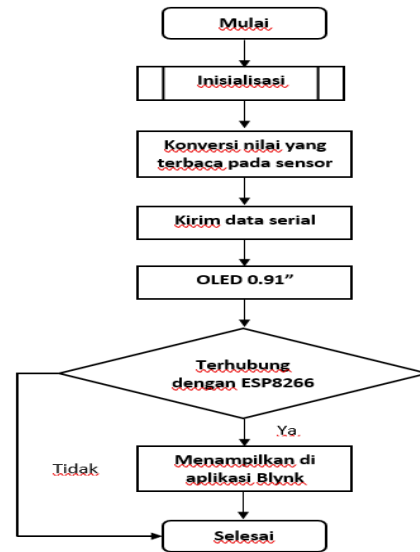 Mulai
Inisialisasi
Konversi nilai yang
terbaca pada sensor
Kirim data serial
OLED 0.91”
Terhubung
dengan ESP8266
Ya
Tidak
Menampilkan di
aplikasi Blynk
Selesai